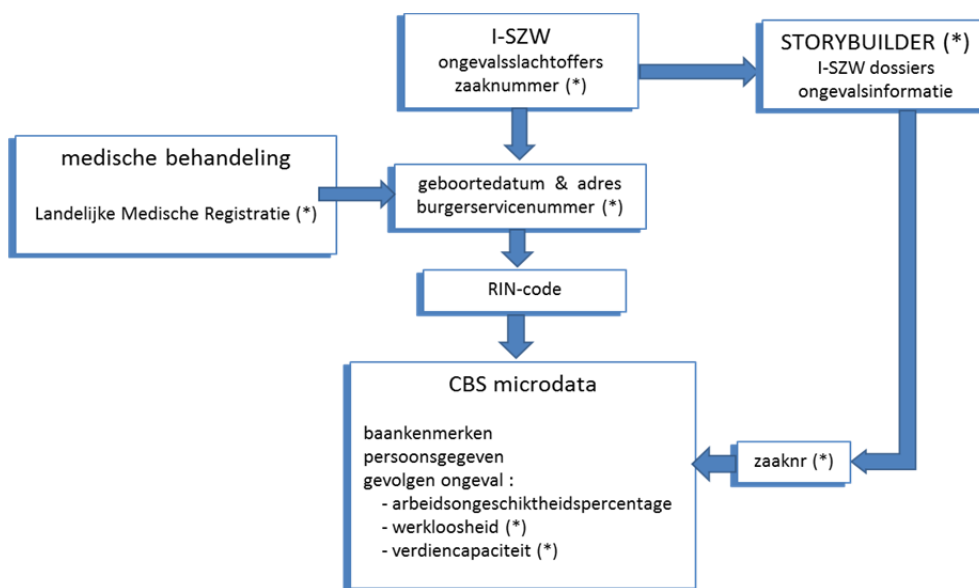 I-SZW
ongevalsslachtoffers
zaaknummer (*)
STORYBUILDER (*)
I-SZW dossiers
ongevalsinformatie
medische behandeling
Landelijke Medische Registratie (*)
geboortedatum & adres
burgerservicenummer (*)
RIN-code
CBS microdata
baankenmerken
persoonsgegeven
gevolgen ongeval :
- arbeidsongeschiktheidspercentage
- werkloosheid (*)
- verdiencapaciteit (*)
zaaknr (*)